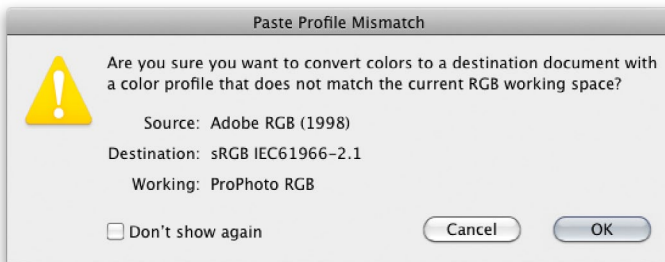 Paste Profile Mismatch
Are you sure you want to convert colors to a destination document with
a color profile that does not match the current RGB working space?
Source: Adobe RGB (1998)
Destination: sRGB IEC61966-2.1
Working: ProPhoto RGB
Don't show again
Cancel
OK